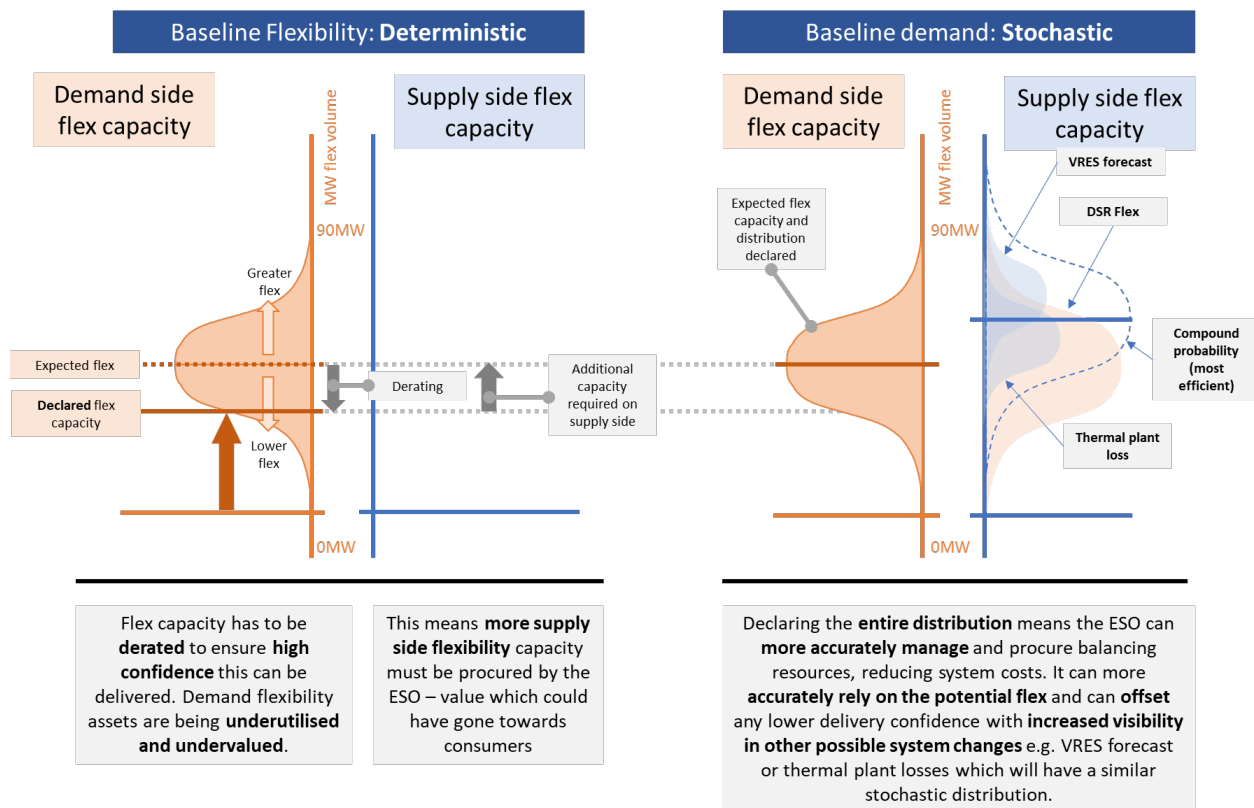 Baseline Flexibility: Deterministic
Demand side
flex capacity
MW flex volume
Supply side flex
capacity
90MW
Greater
flex
Expected flex
Declared flex
capacity
Lower
flex
Derating
Additional
capacity
required on
supply side
0MW
Flex capacity has to be
derated to ensure high
confidence this can be
delivered. Demand flexibility
assets are being underutilised
and undervalued.
This means more supply
side flexibility capacity
must be procured by the
ESO – value which could
have gone towards
consumers
Baseline demand: Stochastic
Demand side
flex capacity
MW flex volume
Supply side flex
capacity
VRES forecast
DSR Flex
Expected flex
capacity and
distribution
declared
90MW
Compound
probability
(most
efficient)
Thermal plant
loss
0MW
Declaring the entire distribution means the ESO can
more accurately manage and procure balancing
resources, reducing system costs. It can more
accurately rely on the potential flex and can offset
any lower delivery confidence with increased visibility
in other possible system changes e.g. VRES forecast
or thermal plant losses which will have a similar
stochastic distribution.